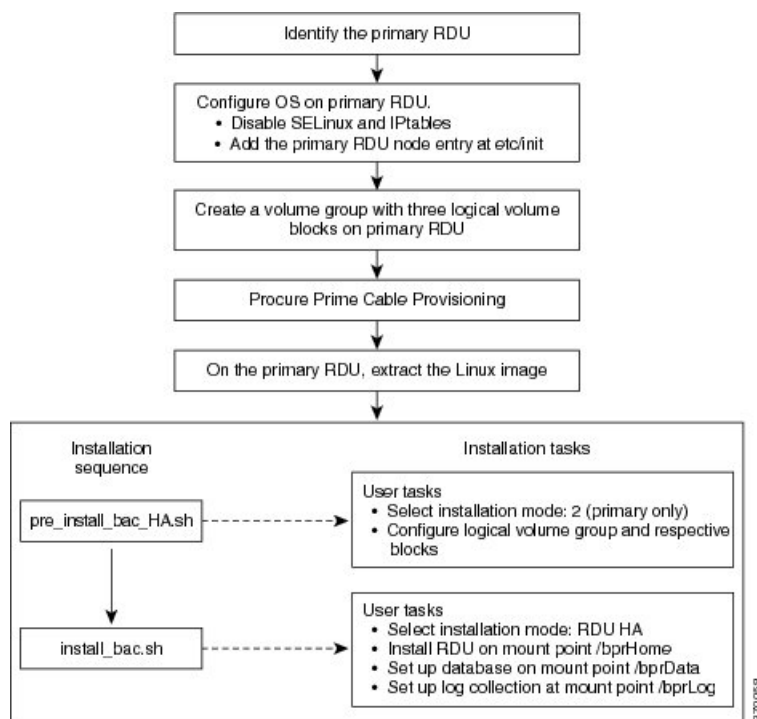 Identify the primary RDU
Configure OS on primary RDU.
• Disable SELinux and IPtables
• Add the primary RDU node entry at etc/init
Create a volume group with three logical volume
blocks on primary RDU
Procure Prime Cable Provisioning
On the primary RDU, extract the Linux image
Installation
sequence
Installation tasks
pre_install_bac_HA.sh
User tasks
• Select installation mode: 2 (primary only)
• Configure logical volume group and respective
blocks
install_bac.sh
User tasks
• Select installation mode: RDU HA
• Install RDU on mount point /bprHome
• Set up database on mount point /bprData
• Set up log collection at mount point /bprLog